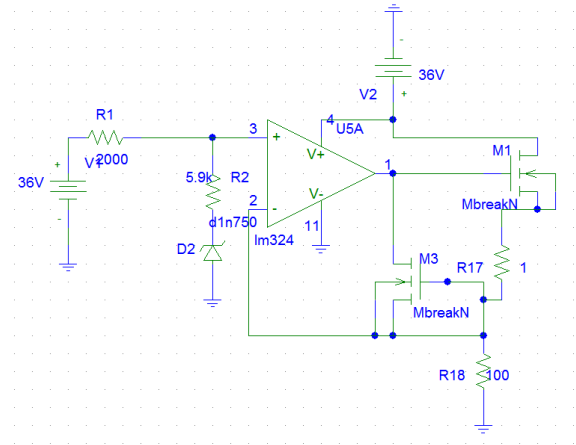 -
36V
V2
+
R1
4
U5A
3
+
V+
M1
+
V1
2000
1
36V
5.9k
R2
V-
2
-
MbreakN
-
d1n750
11
D2
lm324
M3
R17
1
MbreakN
R18
100